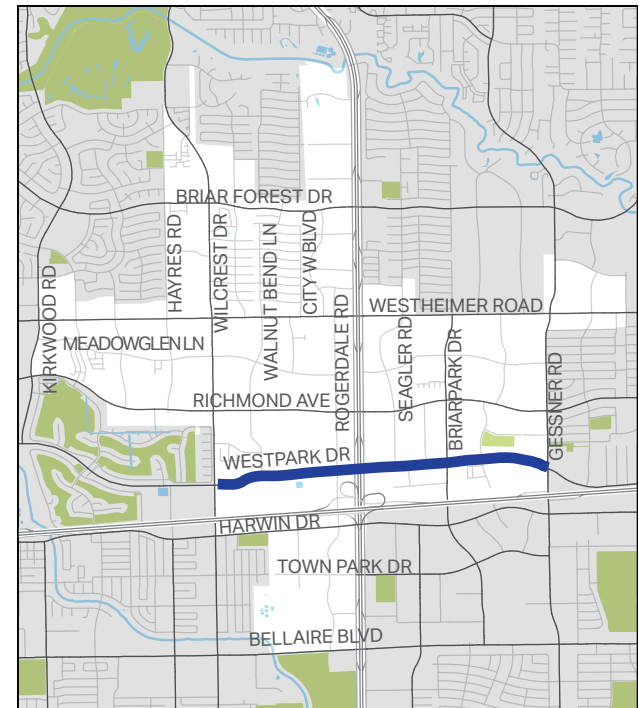 BRIAR FOREST DR
HAYRES RD
WILCREST DR
WALNUT BEND LN
CITY W BLVD
KIRKWOOD RD
ROGERDALE RD
WESTHEIMER ROAD
MEADOWGLEN LN
SEAGLER RD
BRIARPARK DR
GESSNER RD
RICHMOND AVE
WESTPARK DR
HARWIN DR
TOWN PARK DR
BELLAIRE BLVD